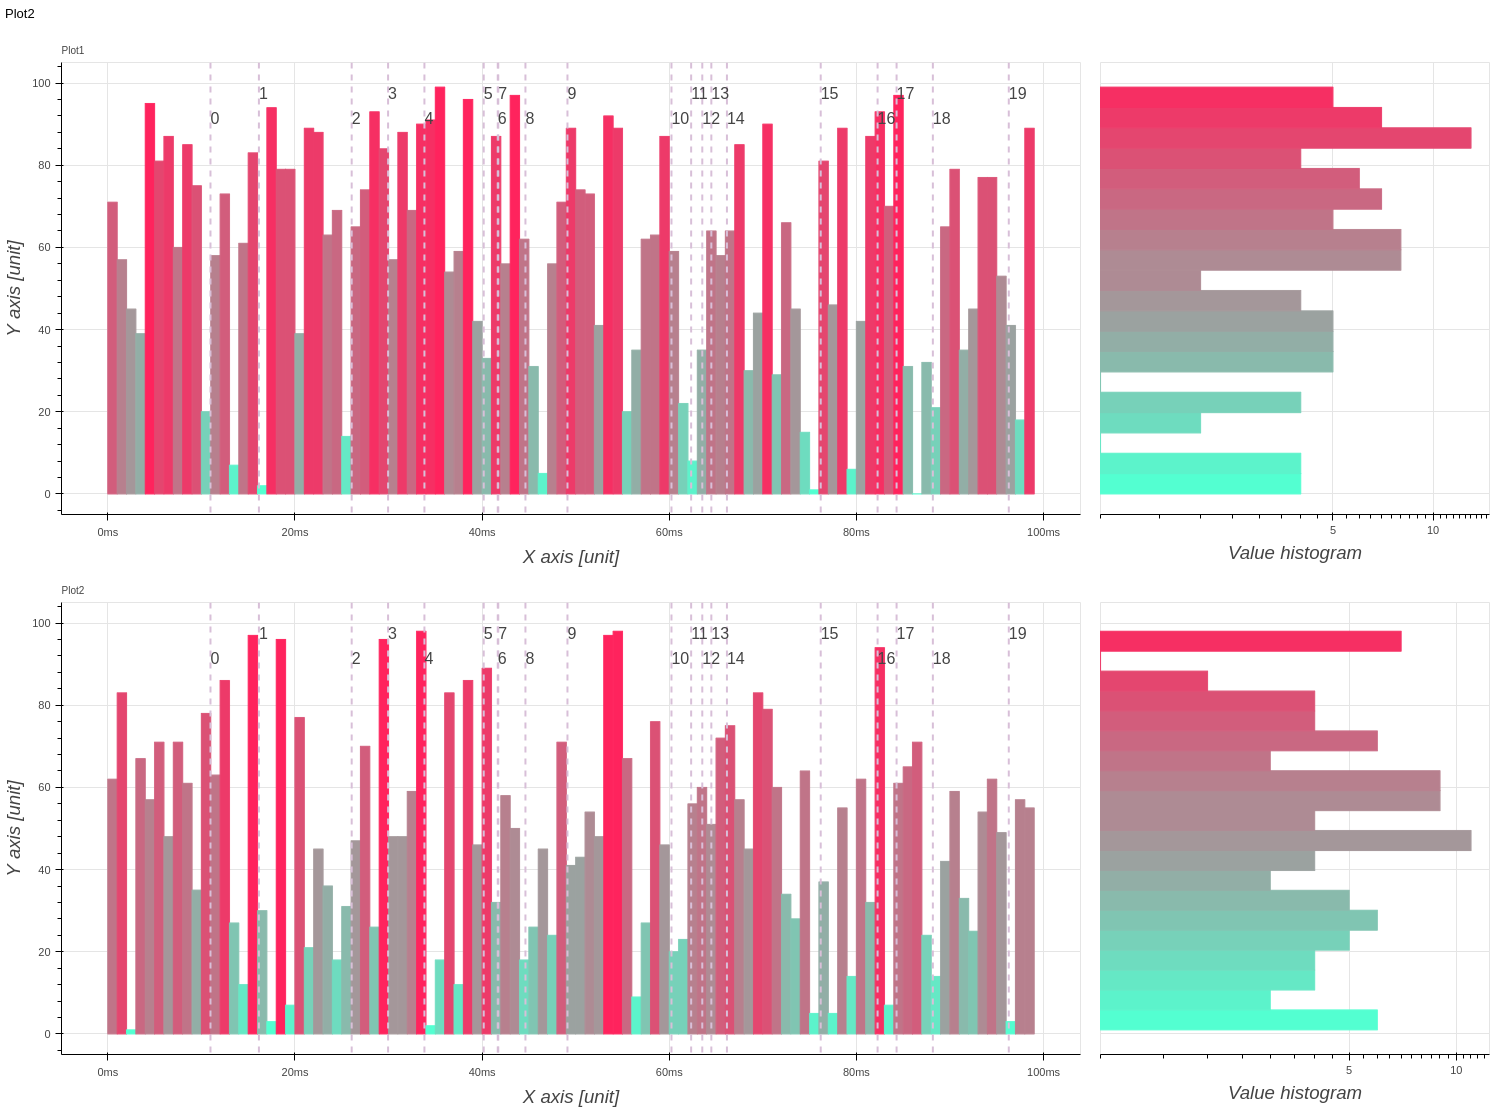 Plot2
Plot1
100
80
60
40
20
0
Y axis [unit]
0 1 2 3 4 5 6 7 8 9 10 11 12 13 14 15 16 17 18 19
0ms 20ms 40ms 60ms 80ms 100ms
X axis [unit]
5 10
Value histogram
Plot2
100
80
60
40
20
0
Y axis [unit]
0 1 2 3 4 5 6 7 8 9 10 11 12 13 14 15 16 17 18 19
0ms 20ms 40ms 60ms 80ms 100ms
X axis [unit]
5 10
Value histogram